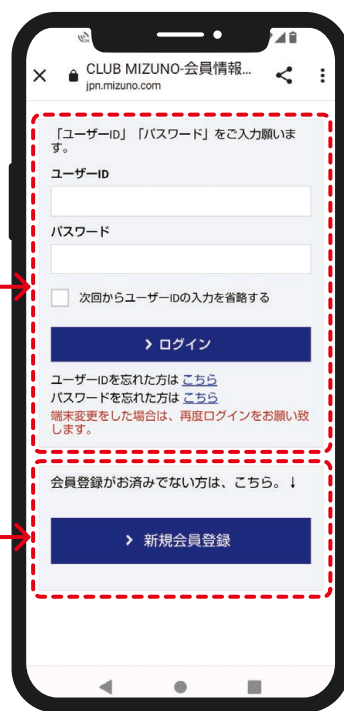 CLUB MIZUNO-会員情報...
jpn.mizuno.com
「ユーザーID」「パスワード」をご入力願いま
す。
ユーザーID
パスワード
次回からユーザーIDの入力を省略する
ログイン
ユーザーIDを忘れた方は こちら
パスワードを忘れた方は こちら
端末変更をした場合は、再度ログインをお願い致
します。
会員登録がお済みでない方は、こちら。↓
新規会員登録